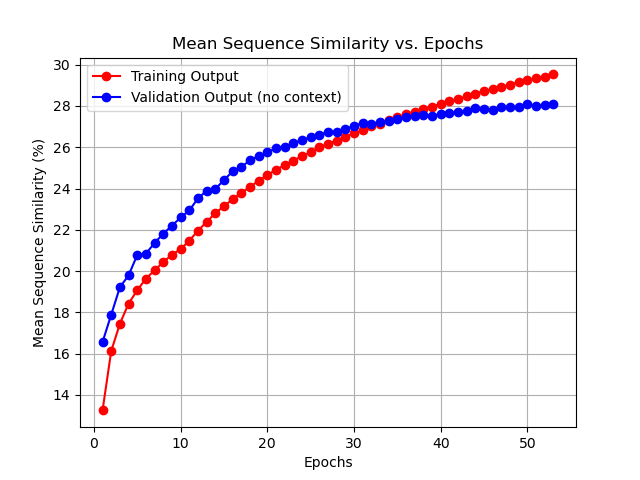 Mean Sequence Similarity vs. Epochs
Training Output
Validation Output (no context)
Mean Sequence Similarity (%)
30
28
26
24
22
20
18
16
14
0 10 20 30 40 50
Epochs